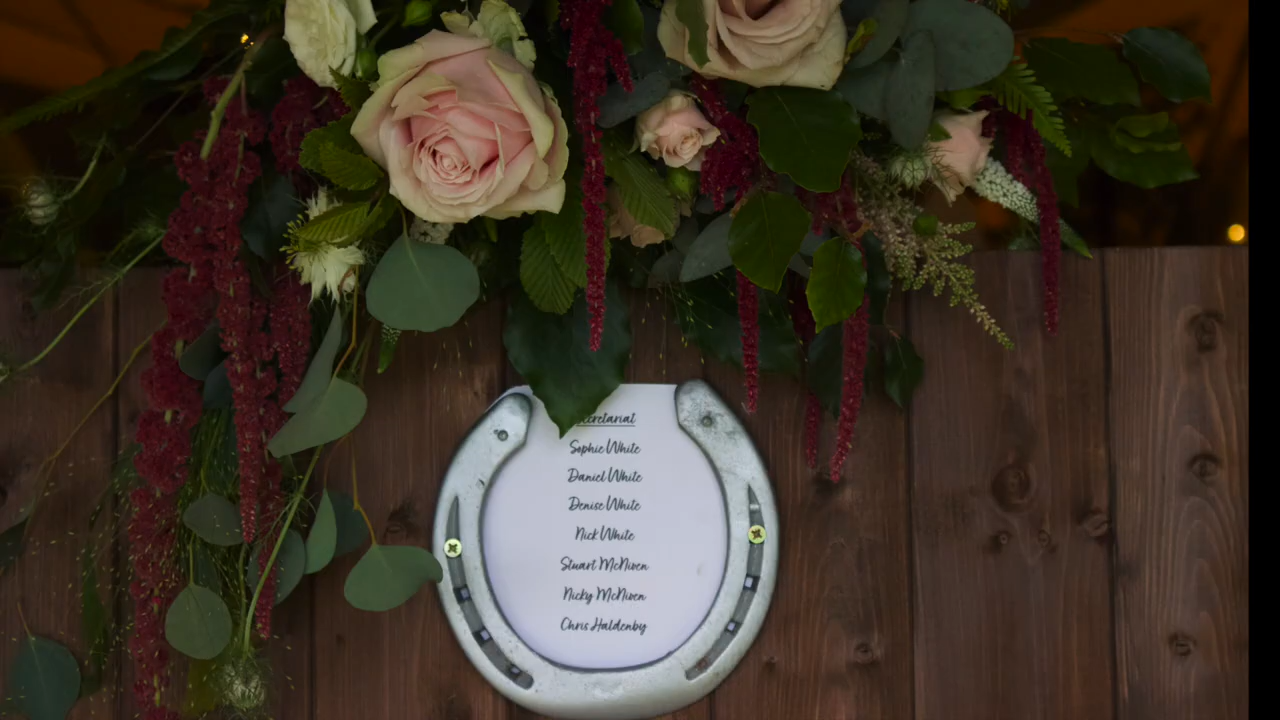 Sophie White
Daniel White
Denise White
Nick White
Stuart McNiven
Nicky McNiven
Chris Haldenby